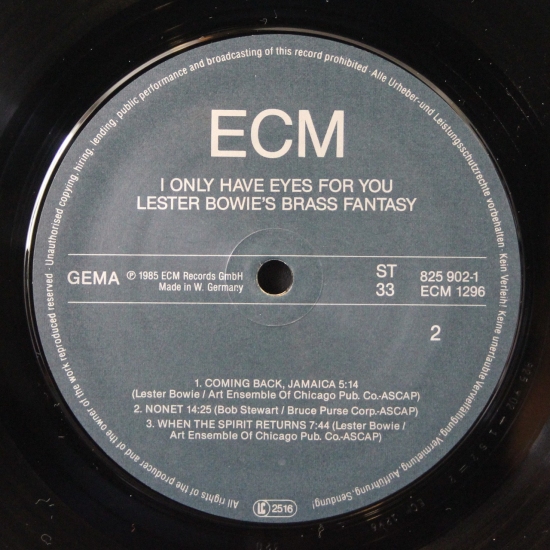 ECM
I ONLY HAVE EYES FOR YOU
LESTER BOWIE'S BRASS FANTASY
GEMA
℗ 1985 ECM Records GmbH
Made in W. Germany
ST
33
825 902-1
ECM 1296
2
1. COMING BACK, JAMAICA 5:14
(Lester Bowie / Art Ensemble Of Chicago Pub. Co.-ASCAP)
2. NONET 14:25 (Bob Stewart / Bruce Purse Corp.-ASCAP)
3. WHEN THE SPIRIT RETURNS 7:44 (Lester Bowie /
Art Ensemble Of Chicago Pub. Co.-ASCAP)
LC 2516
All rights of the producer and of the owner of the work reproduced reserved · Unauthorised copying, hiring, lending, public performance and broadcasting of this record prohibited · Alle Urheber-und Leistungsschutzrechte vorbehalten · Kein Verleih! Keine unerlaubte Vervielfältigung, Vermietung, Aufführung, Sendung!